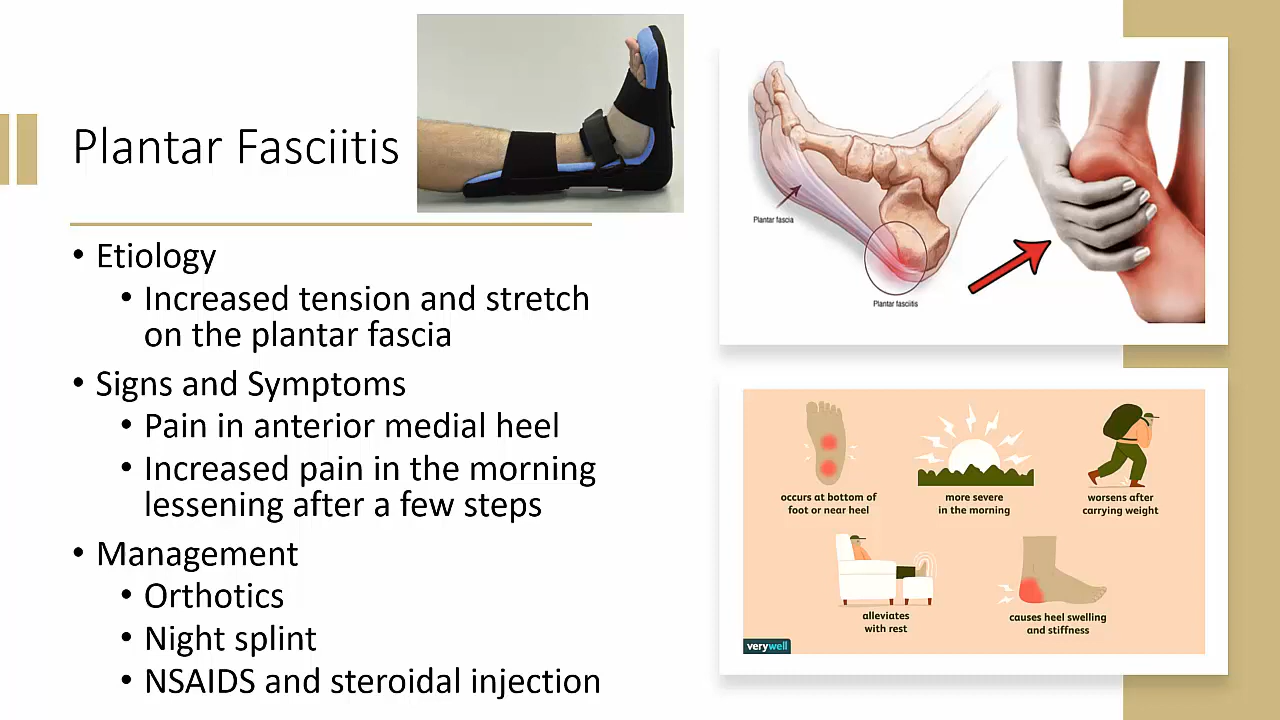 Plantar Fasciitis
• Etiology
• Increased tension and stretch
on the plantar fascia
• Signs and Symptoms
• Pain in anterior medial heel
• Increased pain in the morning
lessening after a few steps
• Management
• Orthotics
• Night splint
• NSAIDS and steroidal injection
Plantar fascia
Plantar fasciitis
occurs at bottom of
foot or near heel
more severe
in the morning
worsens after
carrying weight
alleviates
with rest
causes heel swelling
and stiffness
verywell